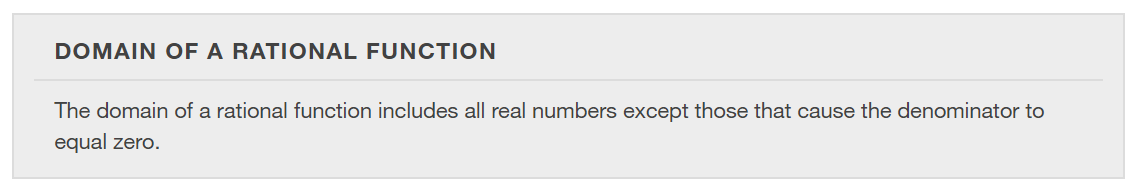 DOMAIN OF A RATIONAL FUNCTION
The domain of a rational function includes all real numbers except those that cause the denominator to
equal zero.